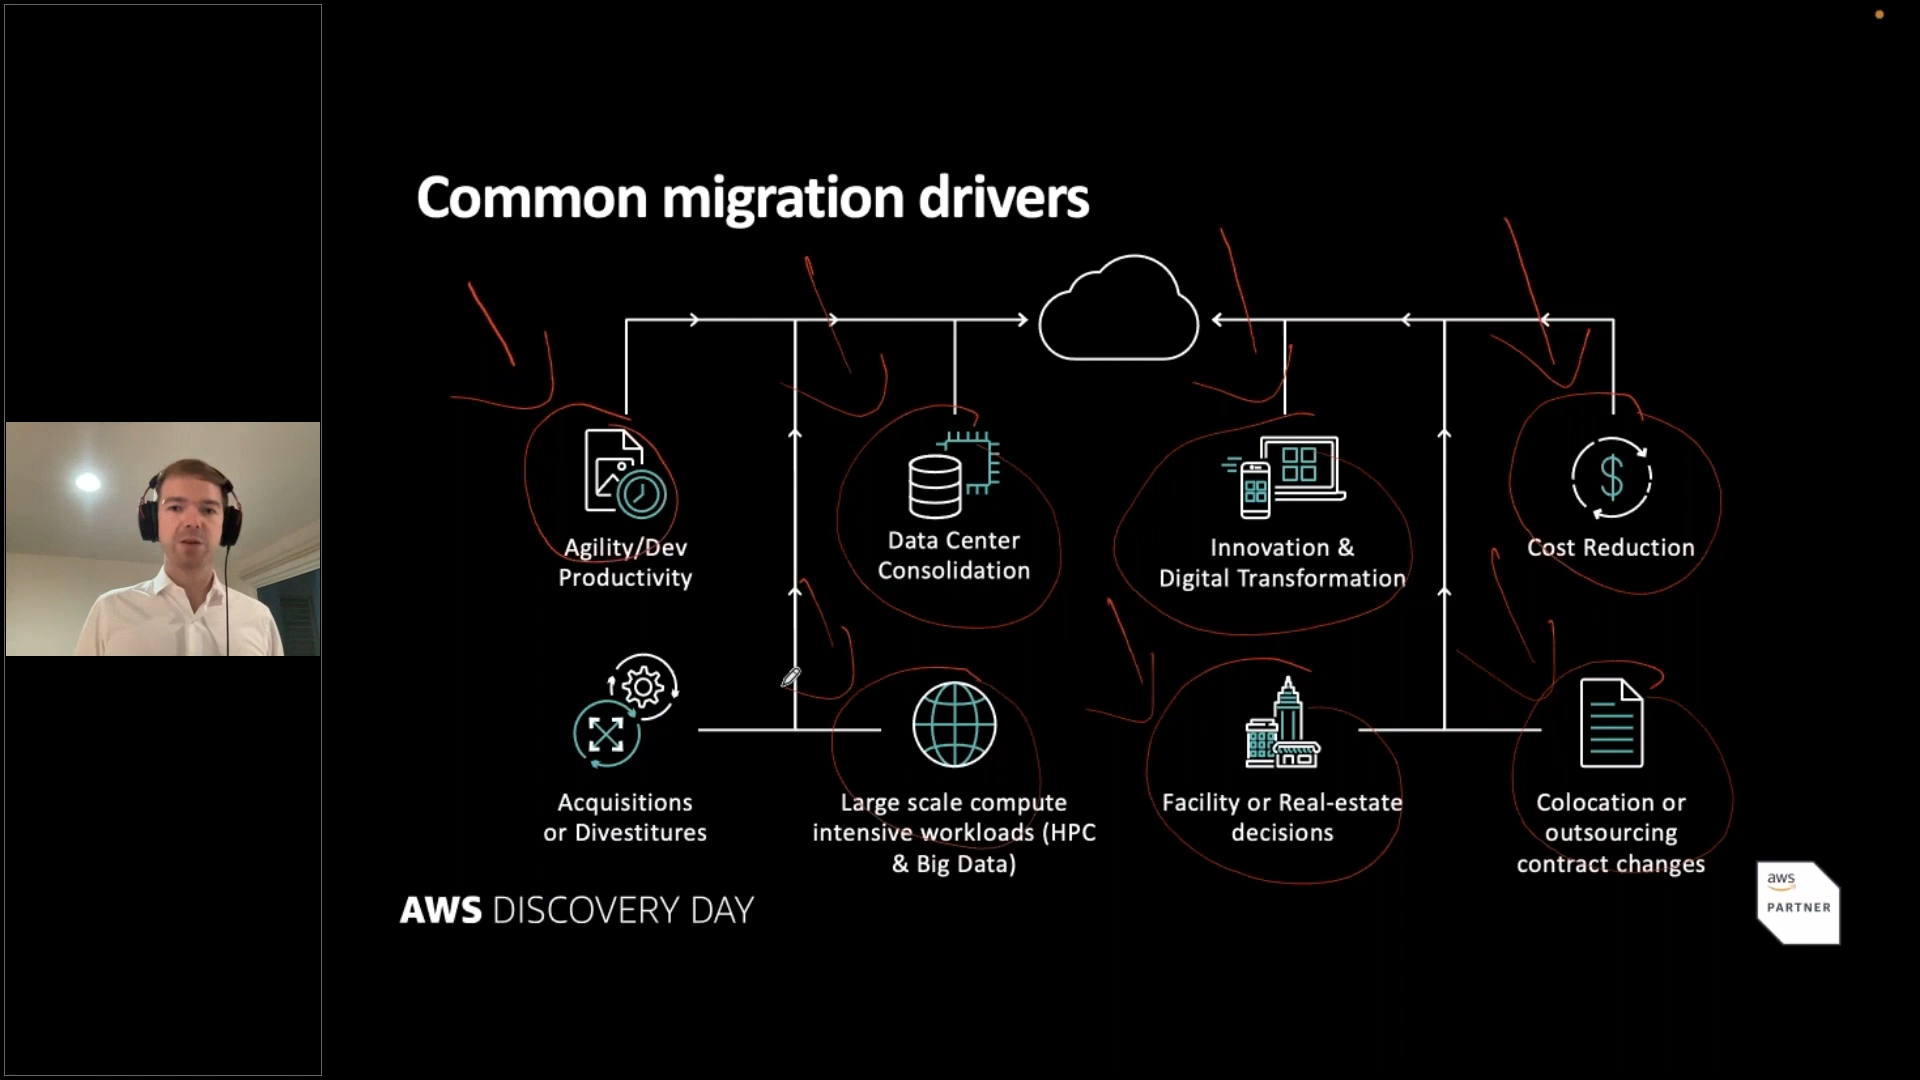 Common migration drivers
Agility/Dev
Productivity
Data Center
Consolidation
Innovation &
Digital Transformation
$
Cost Reduction
Acquisitions
or Divestitures
Large scale compute
intensive workloads (HPC
& Big Data)
Facility or Real-estate
decisions
Colocation or
outsourcing
contract changes
AWS DISCOVERY DAY
aws
PARTNER